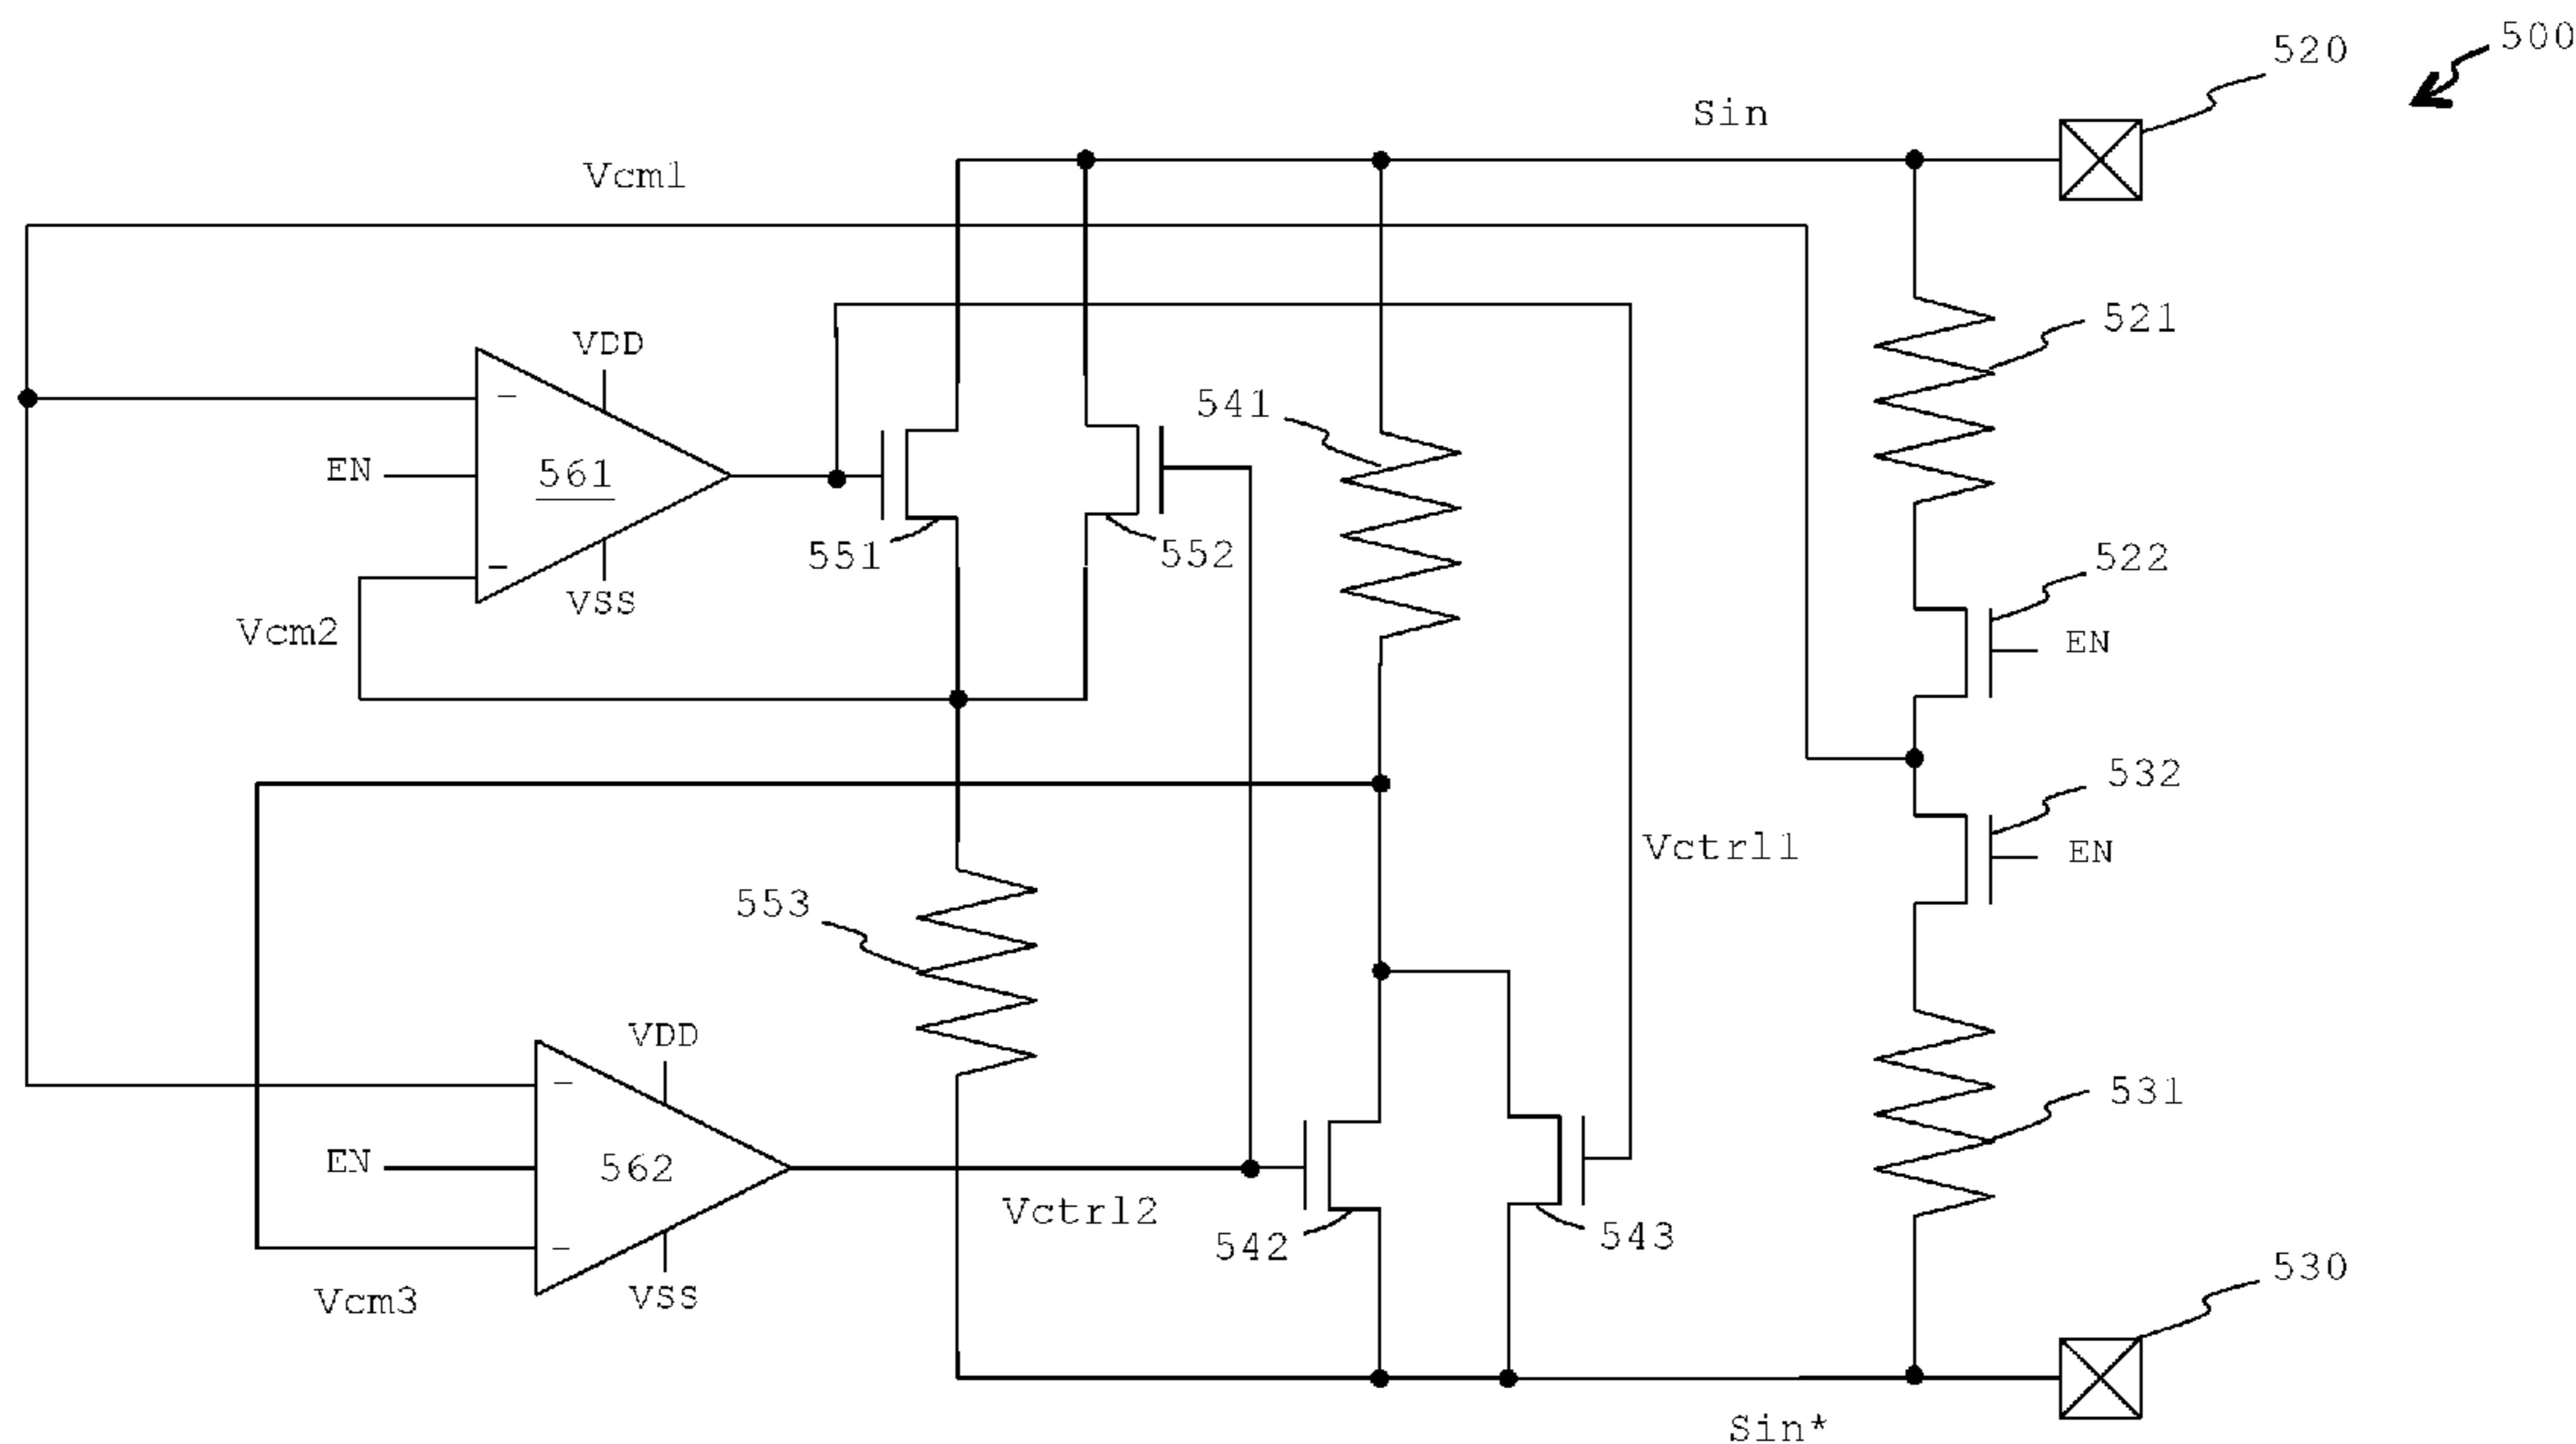 500
520
Sin
Vcm1
521
VDD
541
−
EN
561
551
552
522
−
VSS
EN
Vcm2
532
EN
Vctrl1
553
VDD
531
−
EN
562
Vctrl2
542
543
−
530
Vcm3
VSS
Sin*